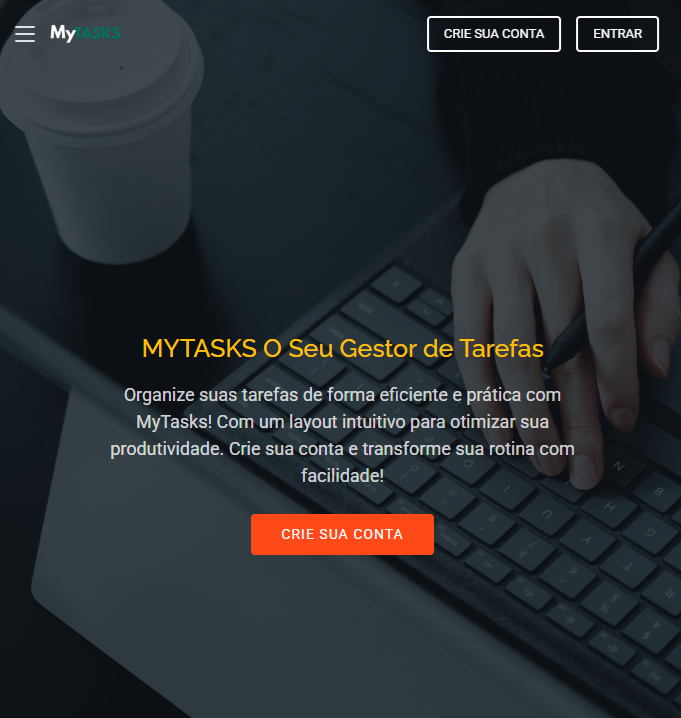 MyTASKS
CRIE SUA CONTA
ENTRAR
MYTASKS O Seu Gestor de Tarefas
Organize suas tarefas de forma eficiente e prática com
MyTasks! Com um layout intuitivo para otimizar sua
produtividade. Crie sua conta e transforme sua rotina com
facilidade!
CRIE SUA CONTA